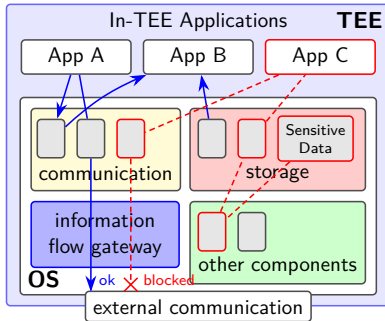 In-TEE Applications TEE
App A App B App C
Sensitive
Data
communication storage
information
flow gateway
other components
OS ok blocked
external communication